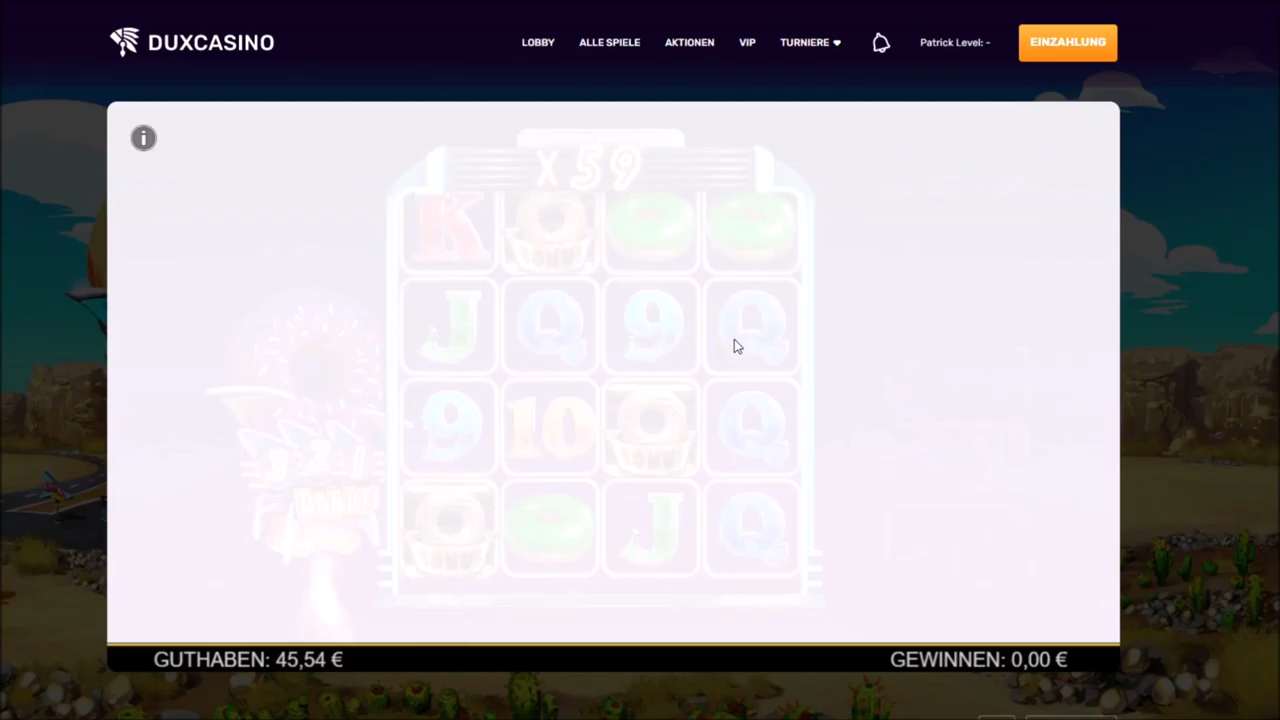 DUXCASINO
LOBBY ALLE SPIELE AKTIONEN VIP TURNIERE Patrick Level: - EINZAHLUNG
i
X 59
K
J Q 9 Q
9 10 Q
J Q
GUTHABEN: 45,54 € GEWINNEN: 0,00 €